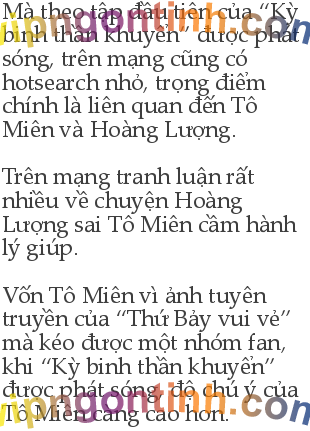 Mà theo tập đầu tiên của “Kỳ
binh thần khuyển” được phát
sóng, trên mạng cũng có
hotsearch nhỏ, trọng điểm
chính là liên quan đến Tô
Miên và Hoàng Lượng.
Trên mạng tranh luận rất
nhiều về chuyện Hoàng
Lượng sai Tô Miên cầm hành
lý giúp.
Vốn Tô Miên vì ảnh tuyên
truyền của “Thứ Bảy vui vẻ”
mà kéo được một nhóm fan,
khi “Kỳ binh thần khuyển”
được phát sóng, độ chú ý của
Tô Miên càng cao hơn.
vipngontinh.com
vipngontinh.com